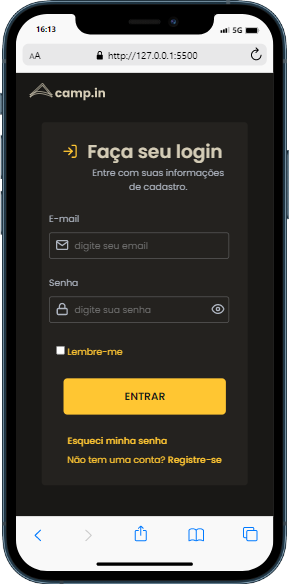 16:13
5G
AA
http://127.0.0.1:5500
camp.in
Faça seu login
Entre com suas informações
de cadastro.
E-mail
digite seu email
Senha
digite sua senha
Lembre-me
ENTRAR
Esqueci minha senha
Não tem uma conta? Registre-se